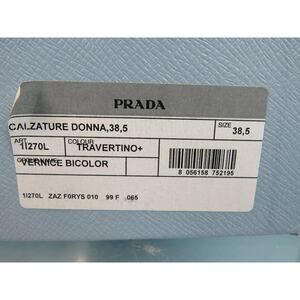 PRADA
CALZATURE DONNA,38,5
SIZE
38,5
ART.
1I270L
COLOUR
TRAVERTINO+
VERNICE BICOLOR
8 056158 752195
1I270L ZAZ F0RYS 010 99 F .065